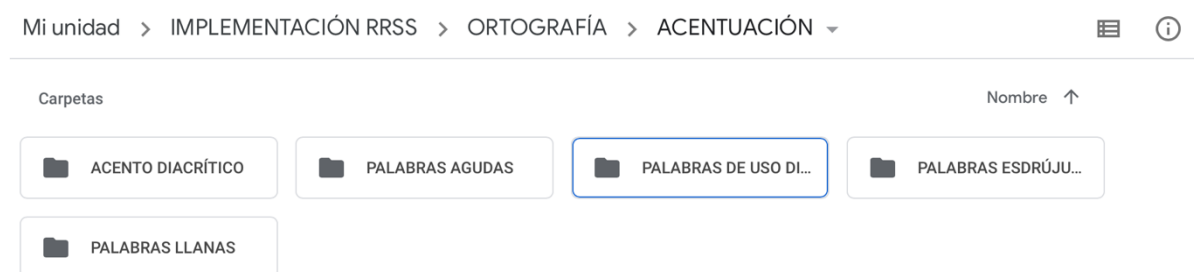 Mi unidad > IMPLEMENTACIÓN RRSS > ORTOGRAFÍA > ACENTUACIÓN
Carpetas Nombre
ACENTO DIACRÍTICO PALABRAS AGUDAS PALABRAS DE USO DI... PALABRAS ESDRÚJU...
PALABRAS LLANAS